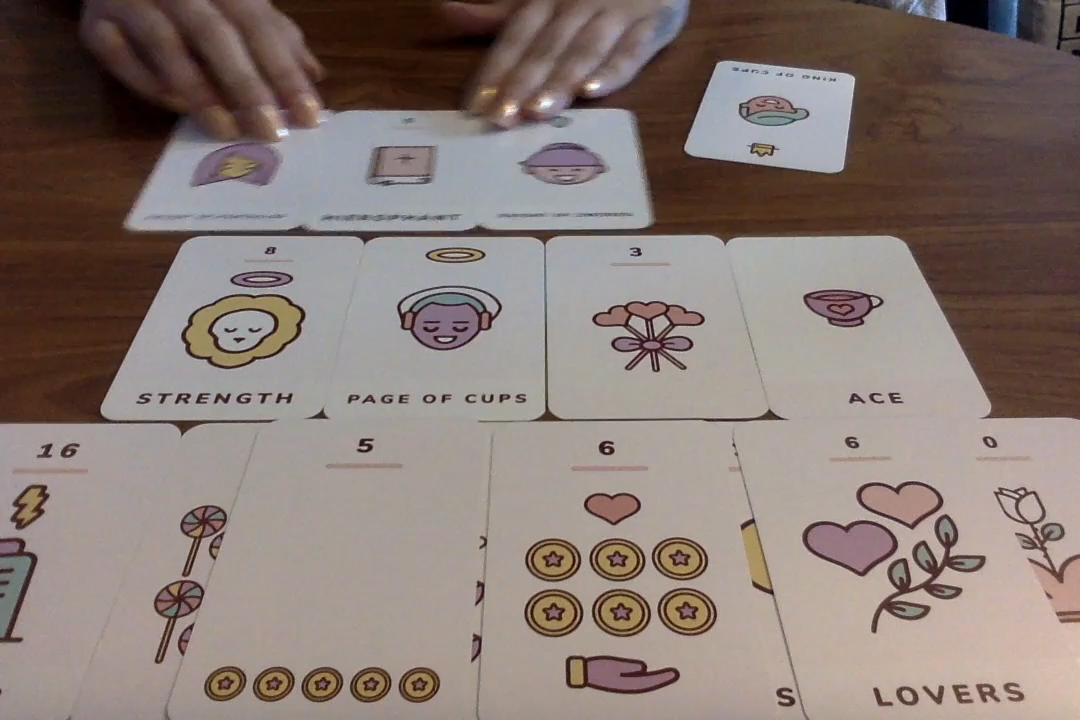 KING OF CUPS
HIEROPHANT
8
3
STRENGTH
PAGE OF CUPS
ACE
16
5
6
6
0
S
LOVERS